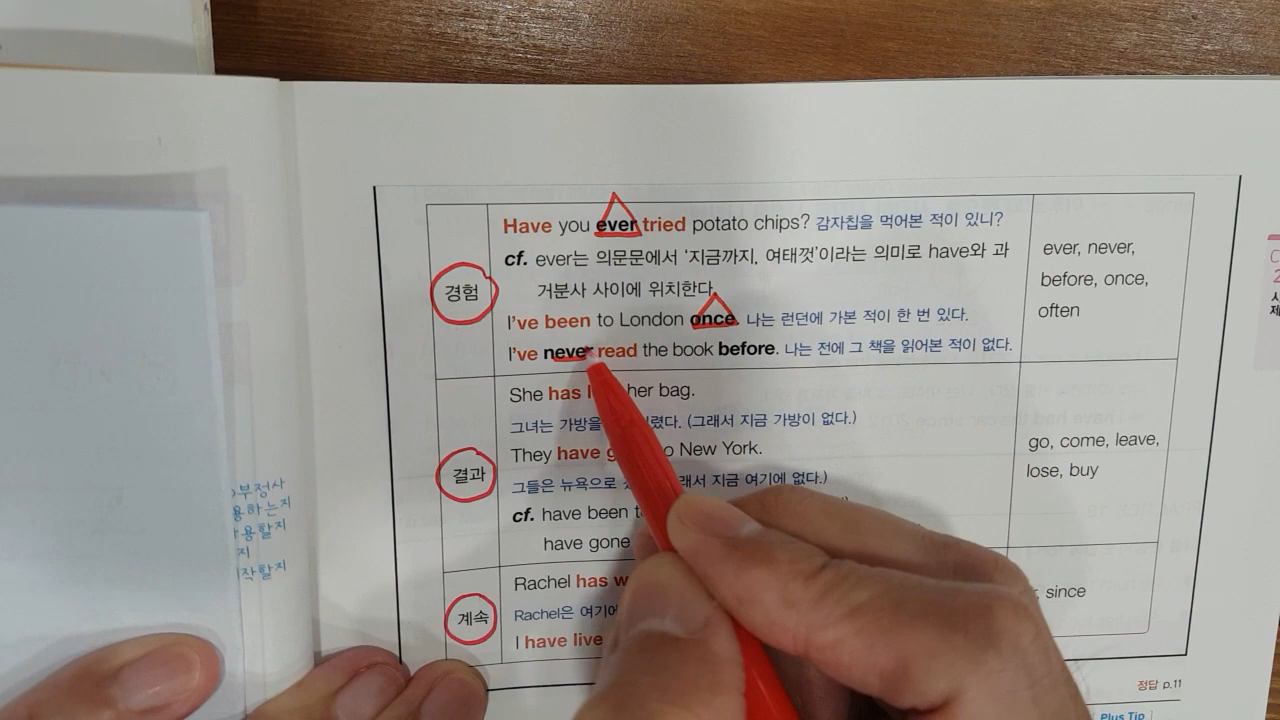 경험
Have you ever tried potato chips? 감자칩을 먹어본 적이 있니?
cf. ever는 의문문에서 '지금까지, 여태껏'이라는 의미로 have와 과
거분사 사이에 위치한다.
I've been to London once. 나는 런던에 가본 적이 한 번 있다.
I've never read the book before. 나는 전에 그 책을 읽어본 적이 없다.
ever, never,
before, once,
often
결과
She has her bag.
그녀는 가방을 (그래서 지금 가방이 없다.)
They have New York.
그들은 뉴욕으로 지금 여기에 없다.)
cf. have been
have gone
go, come, leave,
lose, buy
계속
Rachel has
Rachel은
I have
since
부정사
정답 p.11
Plus Tip